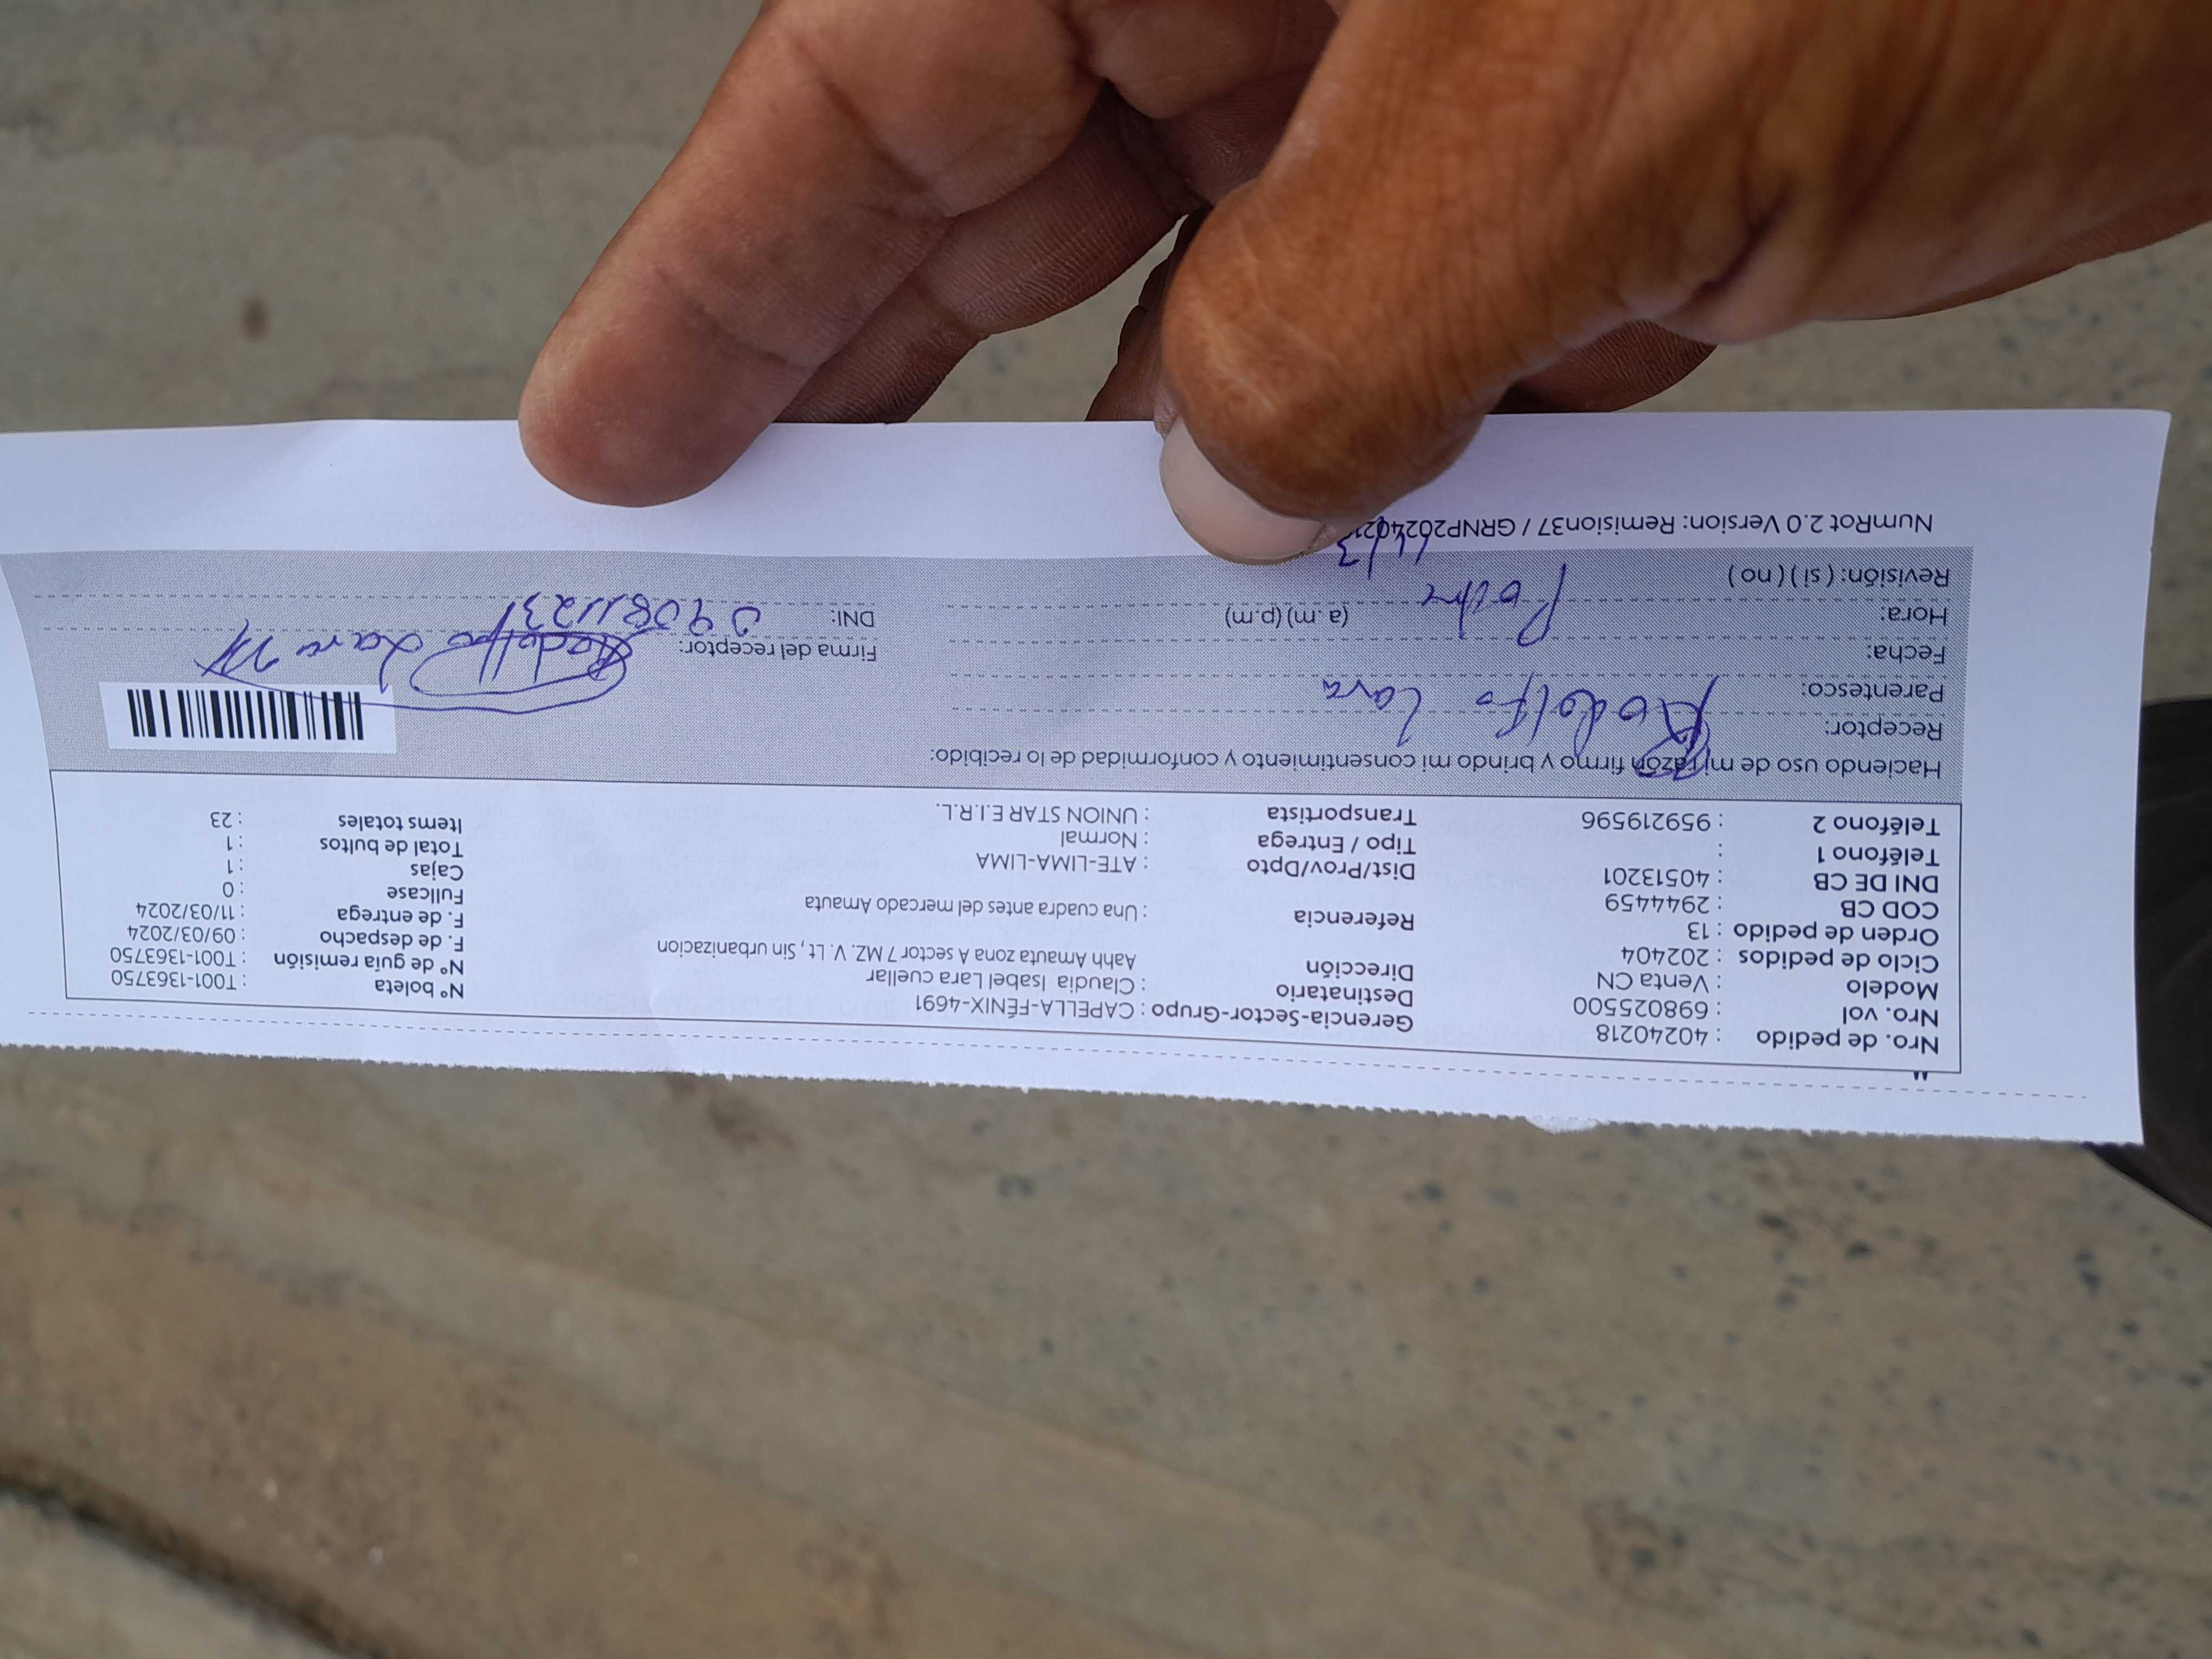 Nro. de pedido : 40240218
Nro. vol : 698025500
Modelo : Venta CN
Ciclo de pedidos : 202404
Orden de pedido : 13
COD CB : 2944459
DNI DE CB : 40513201
Teléfono 1 :
Teléfono 2 : 959219596
Gerencia-Sector-Grupo : CAPELLA-FÉNIX-4691
Destinatario : Claudia Isabel Lara cuellar
Dirección Aahh Amauta zona A sector 7 MZ. V. Lt, Sin urbanizacion
Referencia : Una cuadra antes del mercado Amauta
Dist/Prov/Dpto : ATE-LIMA-LIMA
Tipo / Entrega : Normal
Transportista : UNION STAR E.I.R.L.
N° boleta : T001-1363750
N° de guía remisión : T001-1363750
F. de despacho : 09/03/2024
F. de entrega : 11/03/2024
Fullcase : 0
Cajas : 1
Total de bultos : 1
Items totales : 23
Haciendo uso de mi razón firmo y brindo mi consentimiento y conformidad de lo recibido:
Receptor: Rodolfo Lara
Parentesco:
Fecha:
Hora: (a.m) (p.m)
Revisión: (si) (no)
Firma del receptor: Rodolfo Lara
DNI:
NumRot 2.0 Version: Remision37 / GRNP202402